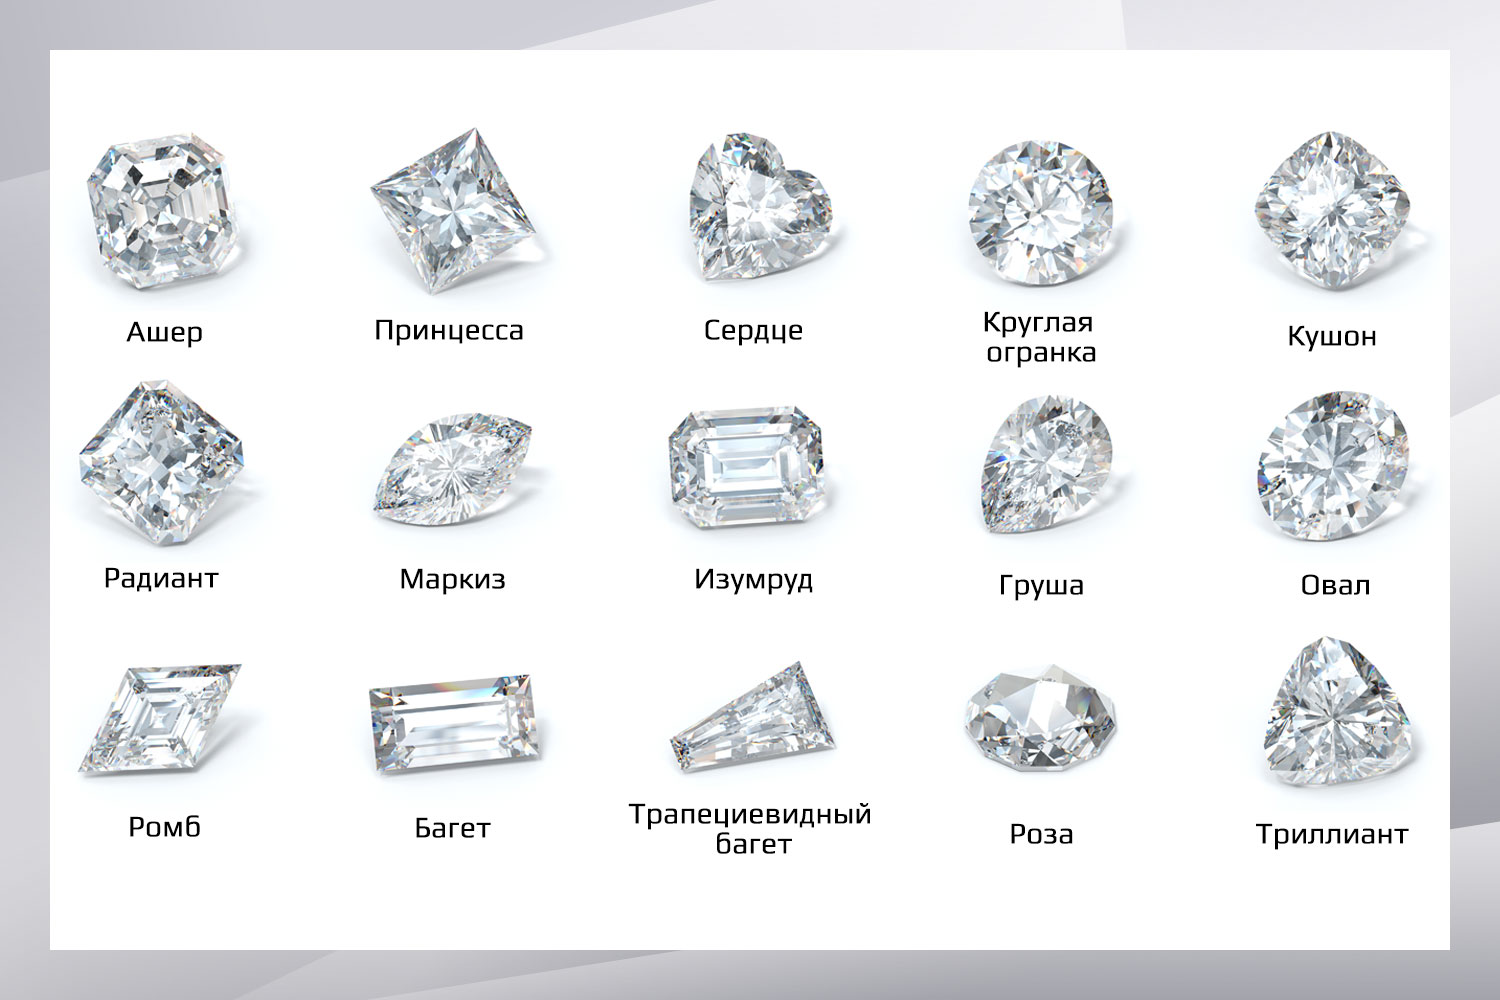 Ашер
Принцесса
Сердце
Круглая
огранка
Кушон
Радиант
Маркиз
Изумруд
Груша
Овал
Ромб
Багет
Трапециевидный
багет
Роза
Триллиант